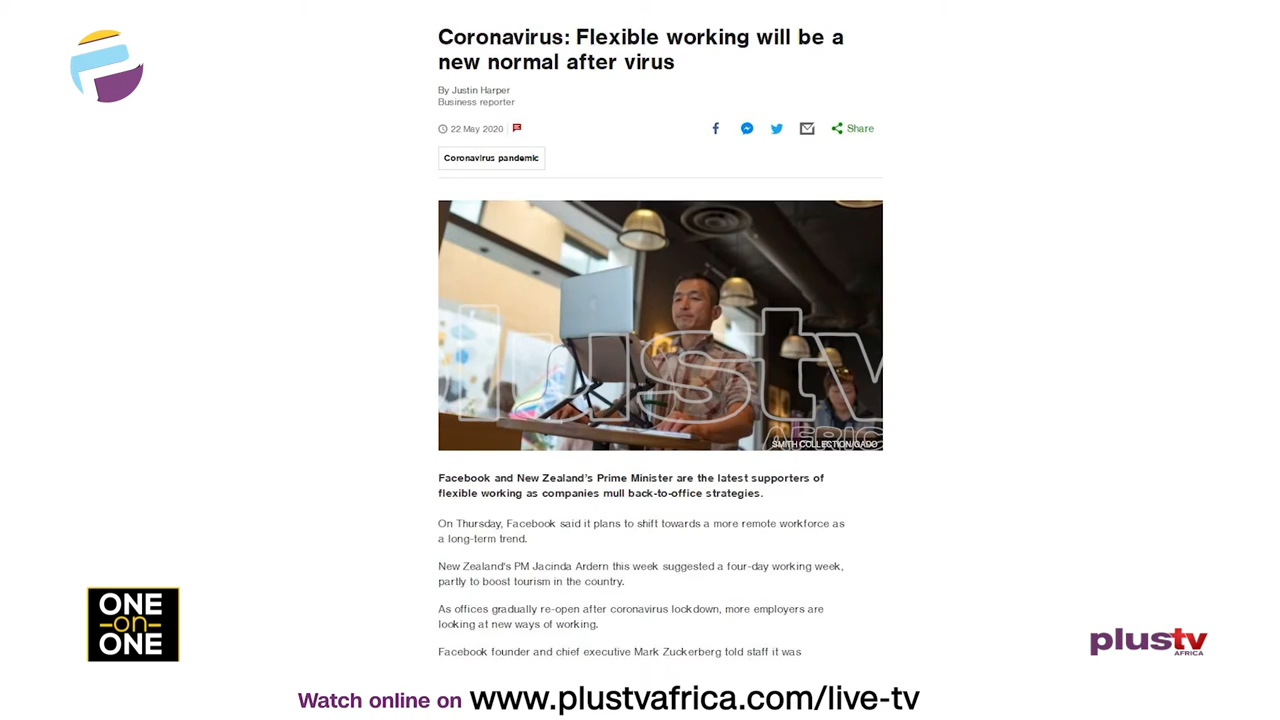 Coronavirus: Flexible working will be a
new normal after virus
By Justin Harper
Business reporter
22 May 2020
Share
Coronavirus pandemic
plustv
AFRIC
SMITH COLLECTION/GADO
Facebook and New Zealand's Prime Minister are the latest supporters of
flexible working as companies mull back-to-office strategies.
On Thursday, Facebook said it plans to shift towards a more remote workforce as
a long-term trend.
New Zealand's PM Jacinda Ardern this week suggested a four-day working week,
partly to boost tourism in the country.
As offices gradually re-open after coronavirus lockdown, more employers are
looking at new ways of working.
Facebook founder and chief executive Mark Zuckerberg told staff it was
ONE
on
ONE
plustv
AFRICA
Watch online on www.plustvafrica.com/live-tv